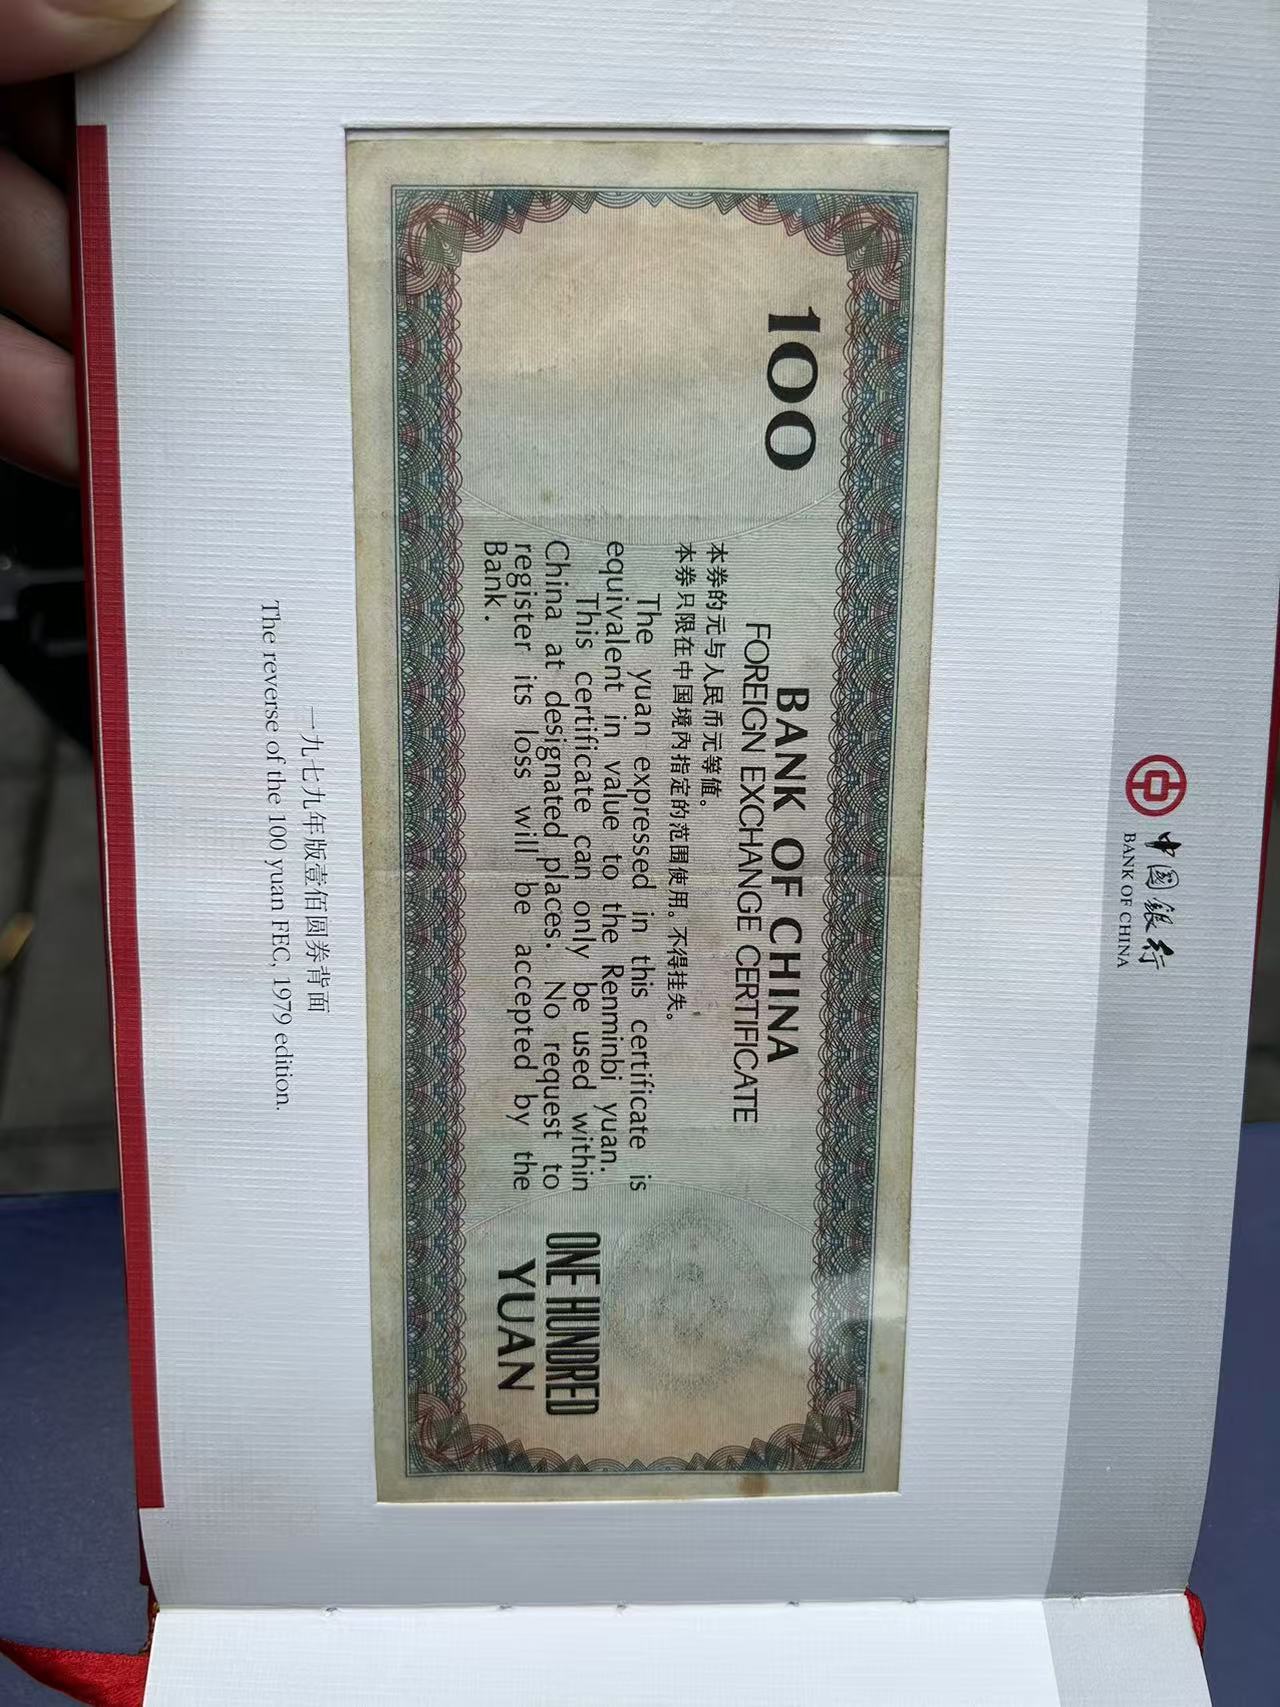 中國銀行
BANK OF CHINA
100
BANK OF CHINA
FOREIGN EXCHANGE CERTIFICATE
本券的元与人民币元等值。
本券只限在中国境内指定的范围使用。不得挂失。
The yuan expressed in this certificate is
equivalent in value to the Renminbi yuan.
This certificate can only be used within
China at designated places. No request to
register its loss will be accepted by the
Bank.
ONE HUNDRED
YUAN
一九七九年版壹佰圆券背面
The reverse of the 100 yuan FEC, 1979 edition.